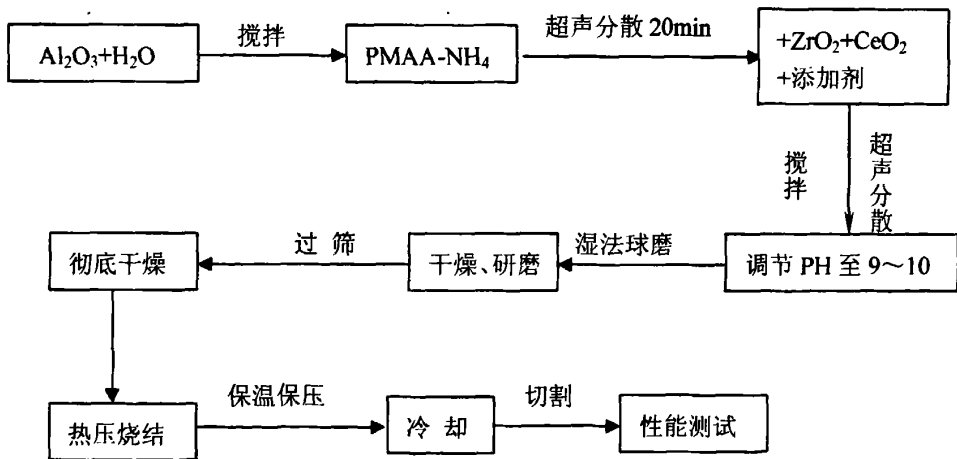 Al₂O₃+H₂O
搅拌
PMAA-NH₄
超声分散 20min
+ZrO₂+CeO₂
+添加剂
搅拌
超声分散
调节 PH 至 9～10
湿法球磨
干燥、研磨
过 筛
彻底干燥
热压烧结
保温保压
冷 却
切割
性能测试